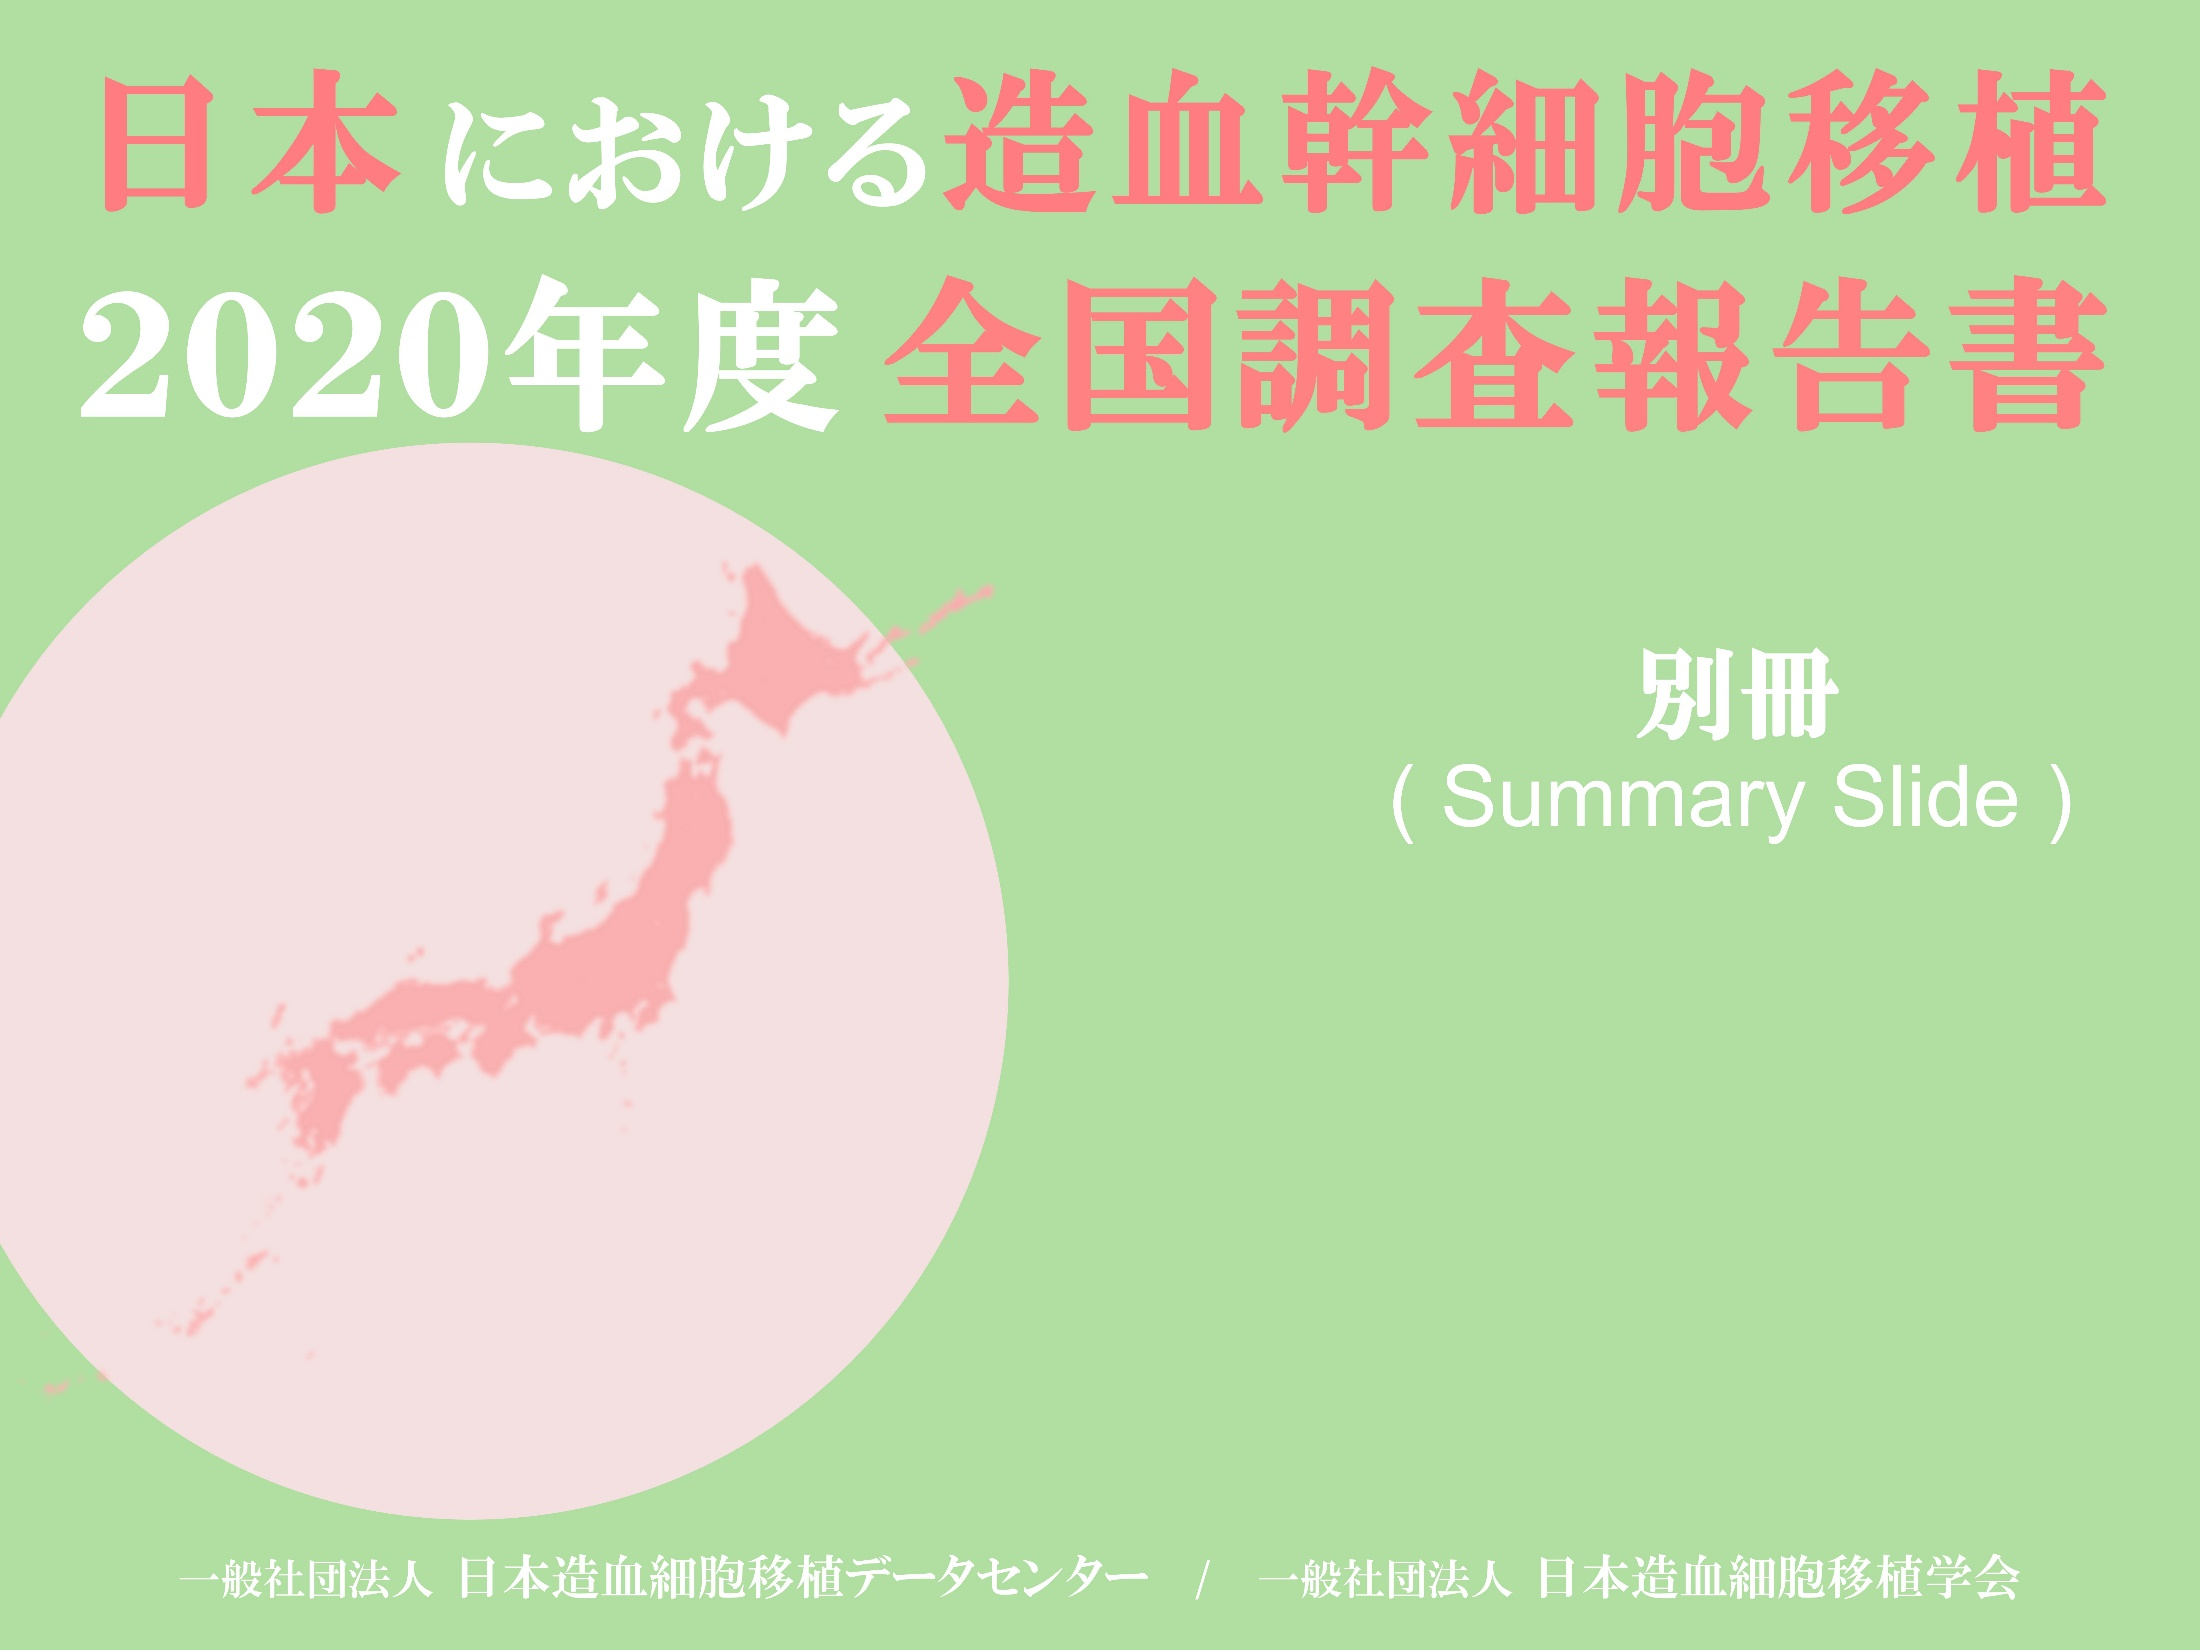 日本 における造血幹細胞移植
2020年度 全国調査報告書
別冊
( Summary Slide )
一般社団法人 日本造血細胞移植データセンター / 一般社団法人 日本造血細胞移植学会